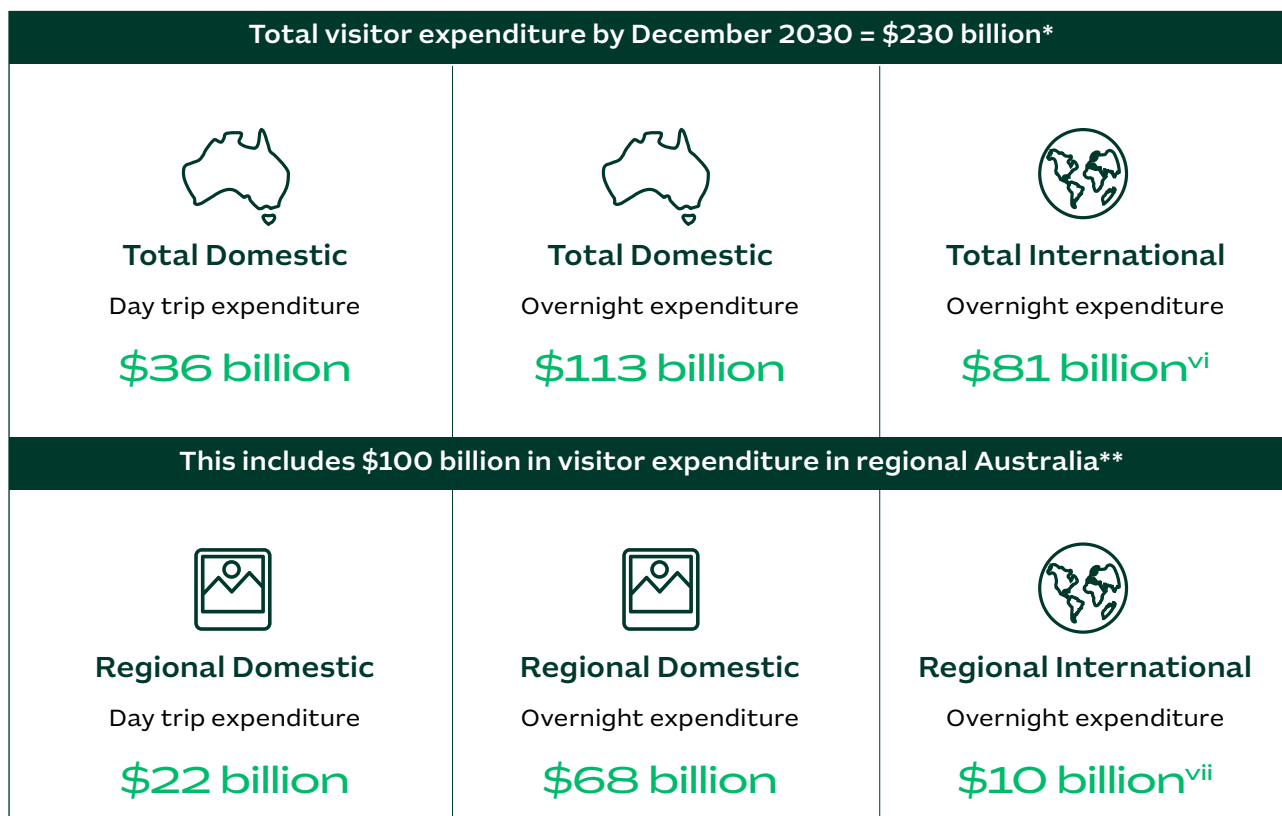 Total visitor expenditure by December 2030 = $230 billion*
Total Domestic
Day trip expenditure
$36 billion
Total Domestic
Overnight expenditure
$113 billion
Total International
Overnight expenditure
$81 billionvi
This includes $100 billion in visitor expenditure in regional Australia**
Regional Domestic
Day trip expenditure
$22 billion
Regional Domestic
Overnight expenditure
$68 billion
Regional International
Overnight expenditure
$10 billionvii